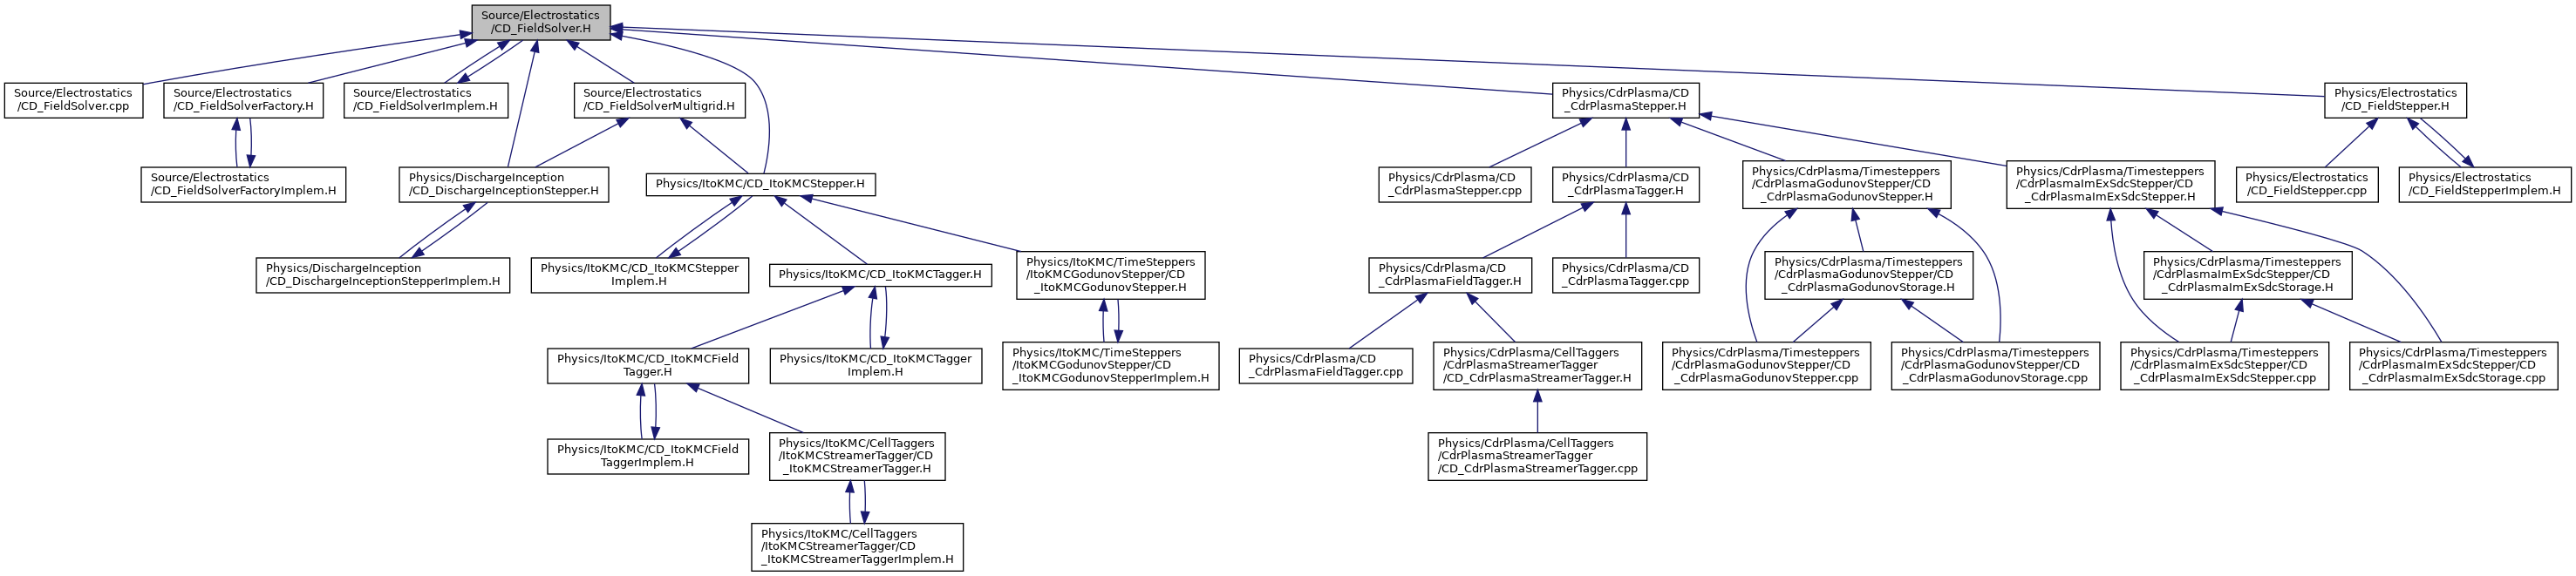 Source/Electrostatics
/CD_FieldSolver.H
Source/Electrostatics
/CD_FieldSolver.cpp
Source/Electrostatics
/CD_FieldSolverFactory.H
Source/Electrostatics
/CD_FieldSolverImplem.H
Source/Electrostatics
/CD_FieldSolverMultigrid.H
Physics/CdrPlasma/CD
_CdrPlasmaStepper.H
Physics/Electrostatics
/CD_FieldStepper.H
Source/Electrostatics
/CD_FieldSolverFactoryImplem.H
Physics/DischargeInception
/CD_DischargeInceptionStepper.H
Physics/ItoKMC/CD_ItoKMCStepper.H
Physics/CdrPlasma/CD
_CdrPlasmaStepper.cpp
Physics/CdrPlasma/CD
_CdrPlasmaTagger.H
Physics/CdrPlasma/Timesteppers
/CdrPlasmaGodunovStepper/CD
_CdrPlasmaGodunovStepper.H
Physics/CdrPlasma/Timesteppers
/CdrPlasmaImExSdcStepper/CD
_CdrPlasmaImExSdcStepper.H
Physics/Electrostatics
/CD_FieldStepper.cpp
Physics/Electrostatics
/CD_FieldStepperImplem.H
Physics/DischargeInception
/CD_DischargeInceptionStepperImplem.H
Physics/ItoKMC/CD_ItoKMCStepper
Implem.H
Physics/ItoKMC/CD_ItoKMCTagger.H
Physics/ItoKMC/TimeSteppers
/ItoKMCGodunovStepper/CD
_ItoKMCGodunovStepper.H
Physics/CdrPlasma/CD
_CdrPlasmaFieldTagger.H
Physics/CdrPlasma/CD
_CdrPlasmaTagger.cpp
Physics/CdrPlasma/Timesteppers
/CdrPlasmaGodunovStepper/CD
_CdrPlasmaGodunovStorage.H
Physics/CdrPlasma/Timesteppers
/CdrPlasmaImExSdcStepper/CD
_CdrPlasmaImExSdcStorage.H
Physics/ItoKMC/CD_ItoKMCField
Tagger.H
Physics/ItoKMC/CD_ItoKMCTagger
Implem.H
Physics/ItoKMC/TimeSteppers
/ItoKMCGodunovStepper/CD
_ItoKMCGodunovStepperImplem.H
Physics/CdrPlasma/CD
_CdrPlasmaFieldTagger.cpp
Physics/CdrPlasma/CellTaggers
/CdrPlasmaStreamerTagger
/CD_CdrPlasmaStreamerTagger.H
Physics/CdrPlasma/Timesteppers
/CdrPlasmaGodunovStepper/CD
_CdrPlasmaGodunovStepper.cpp
Physics/CdrPlasma/Timesteppers
/CdrPlasmaGodunovStepper/CD
_CdrPlasmaGodunovStorage.cpp
Physics/CdrPlasma/Timesteppers
/CdrPlasmaImExSdcStepper/CD
_CdrPlasmaImExSdcStepper.cpp
Physics/CdrPlasma/Timesteppers
/CdrPlasmaImExSdcStepper/CD
_CdrPlasmaImExSdcStorage.cpp
Physics/ItoKMC/CD_ItoKMCField
TaggerImplem.H
Physics/ItoKMC/CellTaggers
/ItoKMCStreamerTagger/CD
_ItoKMCStreamerTagger.H
Physics/CdrPlasma/CellTaggers
/CdrPlasmaStreamerTagger
/CD_CdrPlasmaStreamerTagger.cpp
Physics/ItoKMC/CellTaggers
/ItoKMCStreamerTagger/CD
_ItoKMCStreamerTaggerImplem.H